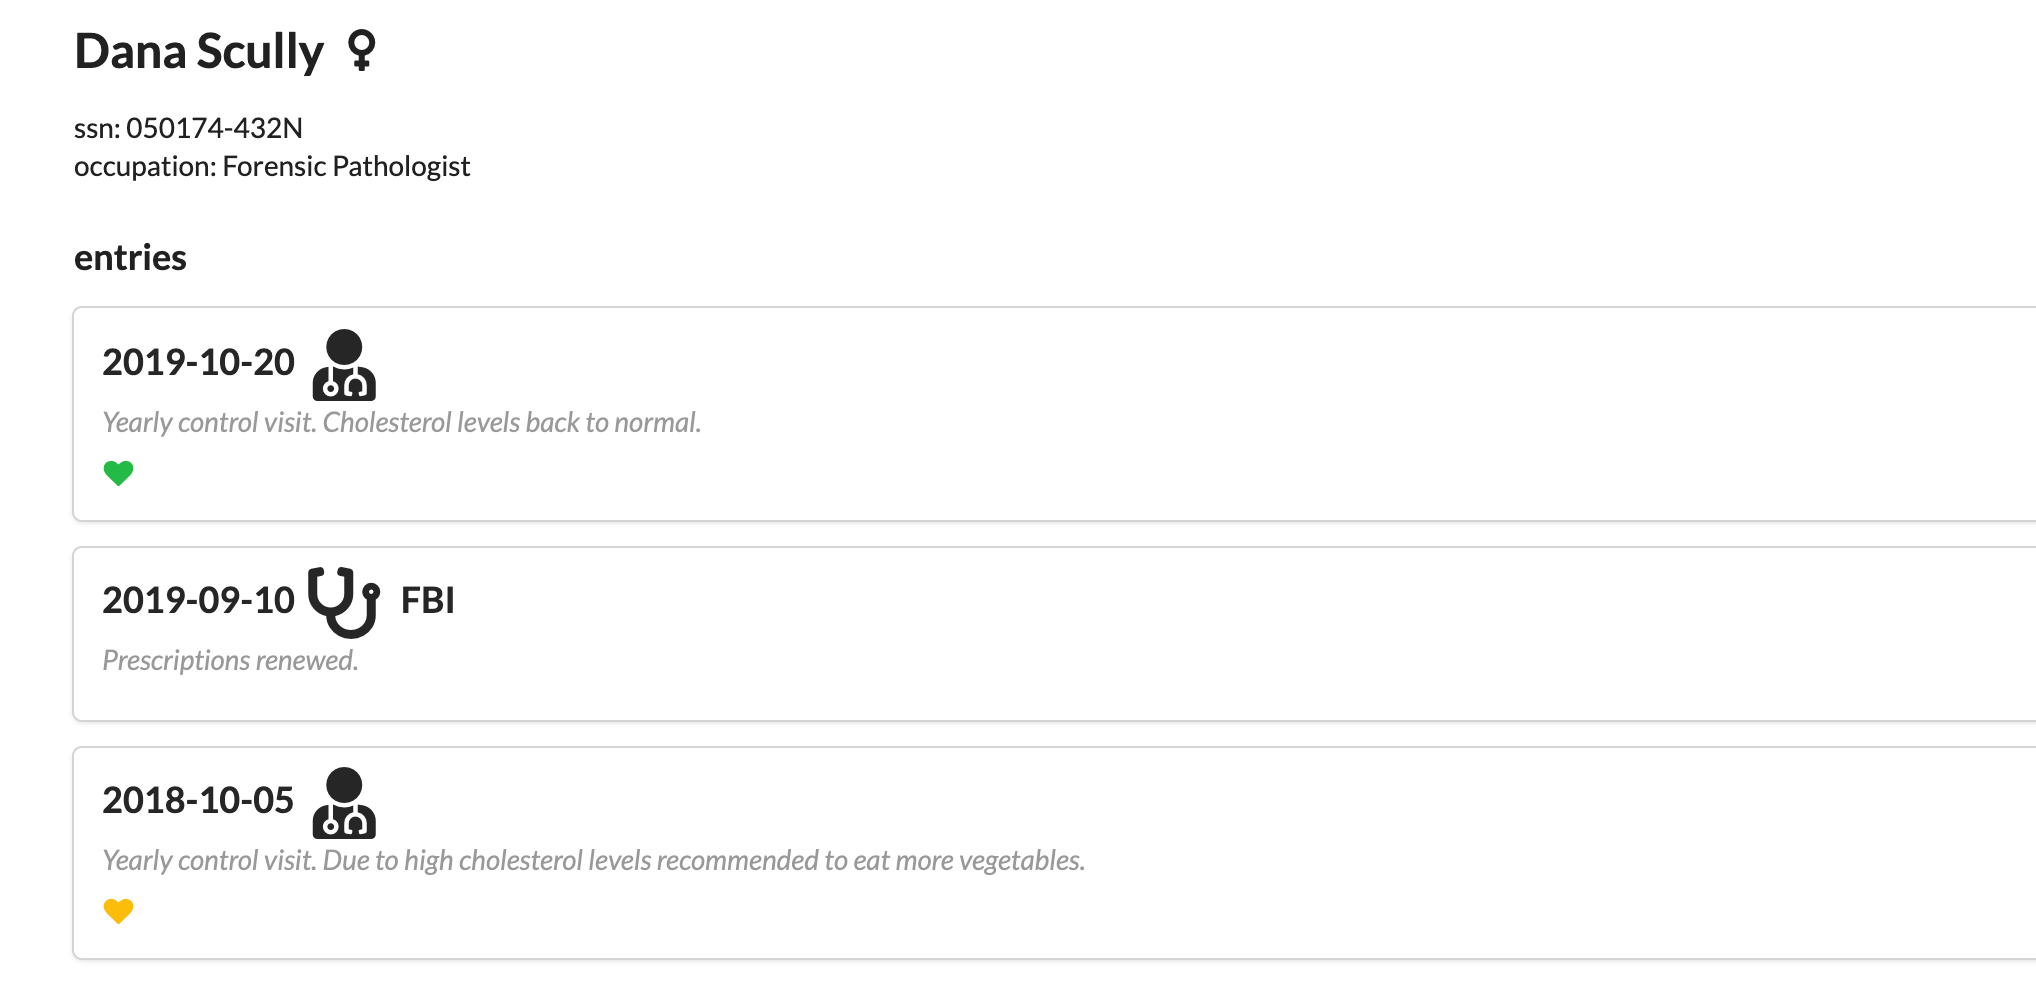 Dana Scully
ssn: 050174-432N
occupation: Forensic Pathologist
entries
2019-10-20
Yearly control visit. Cholesterol levels back to normal.
2019-09-10 FBI
Prescriptions renewed.
2018-10-05
Yearly control visit. Due to high cholesterol levels recommended to eat more vegetables.